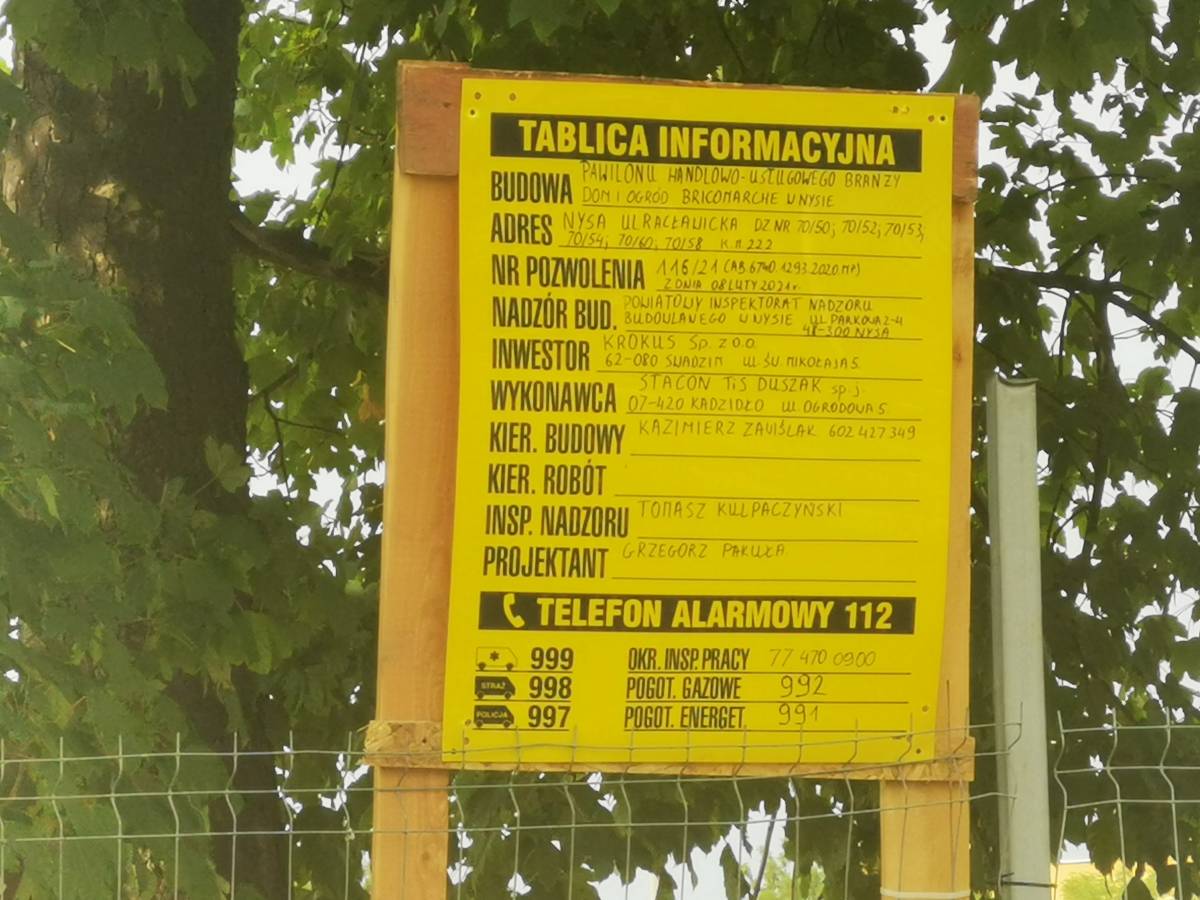 TABLICA INFORMACYJNA
BUDOWA PAWILONU HANDLOWO-USŁUGOWEGO BRANŻY
DOM I OGRÓD BRICOMARCHE W NYSIE
ADRES NYSA UL RACŁAWICKA DZ NR 70/50; 70/52; 70/53;
70/54; 70/60; 70/58 K.M. 222
NR POZWOLENIA 116/21 (AB.6740.1293.2020 MP)
Z DNIA 08 LUTY 2021r.
NADZÓR BUD. POWIATOWY INSPEKTORAT NADZORU
BUDOWLANEGO W NYSIE UL. PARKOWA 2-4
48-300 NYSA
INWESTOR KROKUS Sp. z o.o.
62-080 SWADZIM UL. ŚW. MIKOŁAJA 5
WYKONAWCA STACON TiS DUSZAK sp. j.
07-420 KADZIDŁO UL. OGRODOWA 5
KIER. BUDOWY KAZIMIERZ ZAWIŚLAK 602 427 349
KIER. ROBÓT
INSP. NADZORU TOMASZ KULPACZYNSKI
PROJEKTANT GRZEGORZ PAKUŁA
TELEFON ALARMOWY 112
999 OKR. INSP. PRACY 77 470 0900
STRAŻ 998 POGOT. GAZOWE 992
POLICJA 997 POGOT. ENERGET. 991